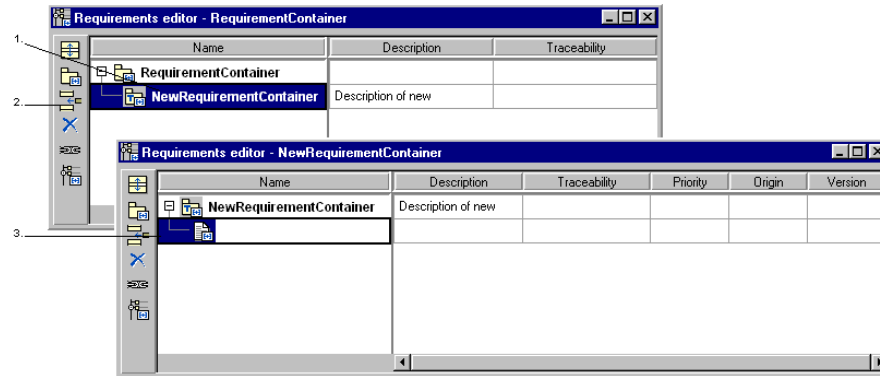 Requirements editor - RequirementContainer
1.
Name Description Traceability
RequirementContainer
2.
NewRequirementContainer Description of new
Requirements editor - NewRequirementContainer
Name Description Traceability Priority Origin Version
NewRequirementContainer Description of new
3.